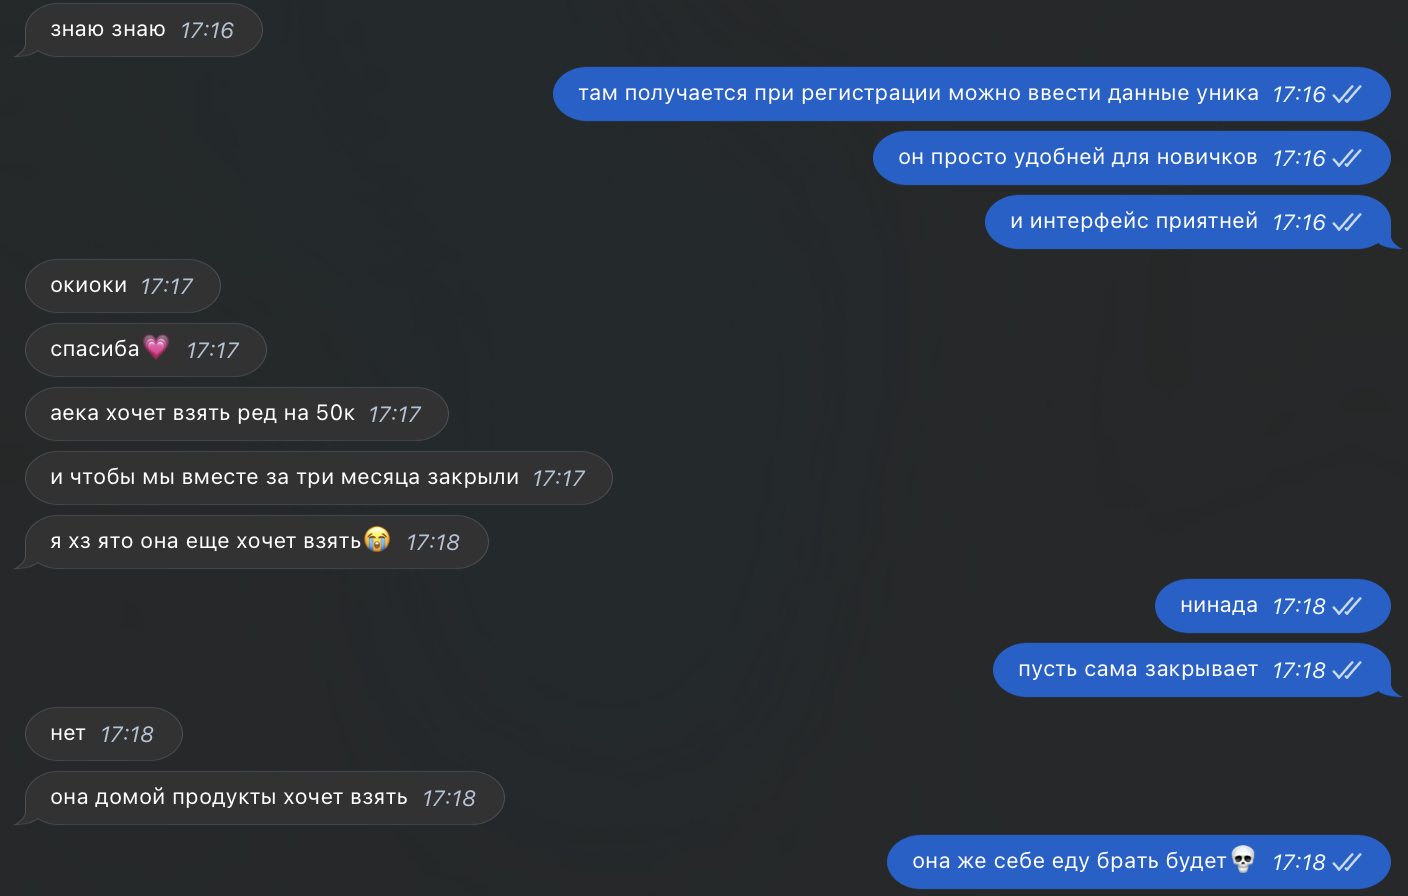 знаю знаю 17:16
там получается при регистрации можно ввести данные уника 17:16
он просто удобней для новичков 17:16
и интерфейс приятней 17:16
окиоки 17:17
спасиба💗 17:17
аека хочет взять ред на 50к 17:17
и чтобы мы вместе за три месяца закрыли 17:17
я хз ято она еще хочет взять😭 17:18
нинада 17:18
пусть сама закрывает 17:18
нет 17:18
она домой продукты хочет взять 17:18
она же себе еду брать будет💀 17:18